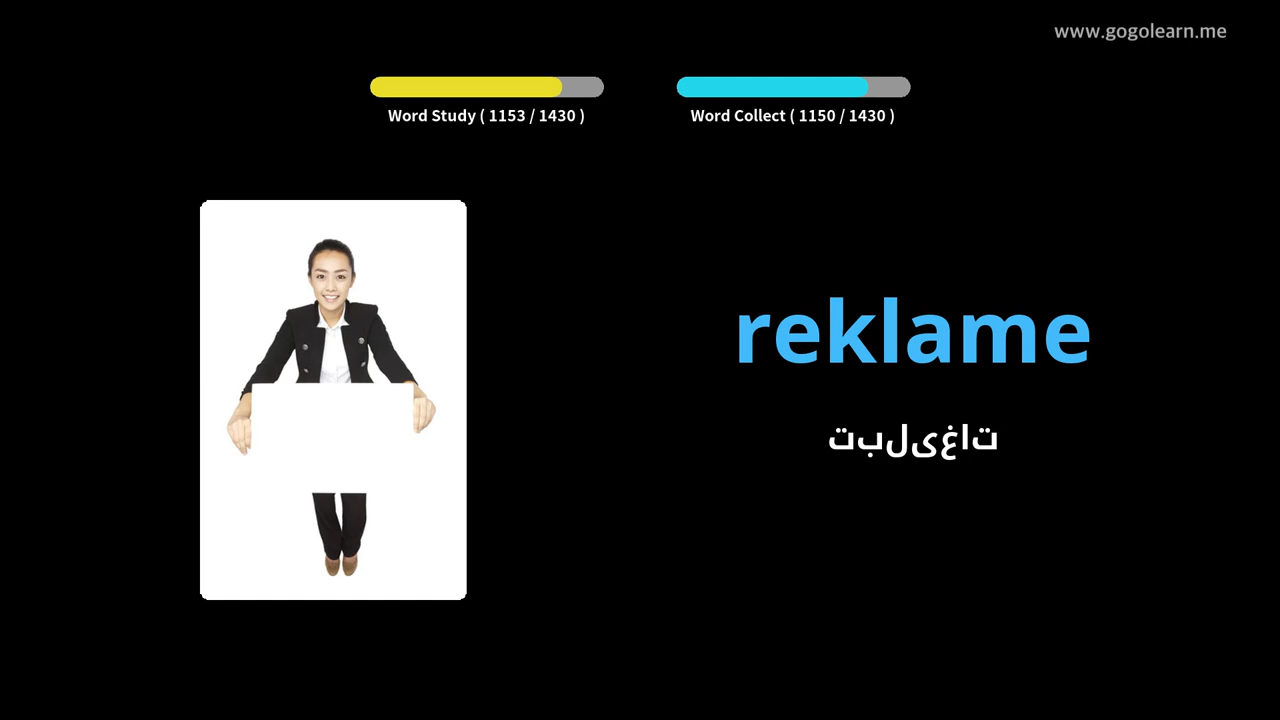 www.gogolearn.me
Word Study ( 1153 / 1430 )
Word Collect ( 1150 / 1430 )
reklame
تبلیغات